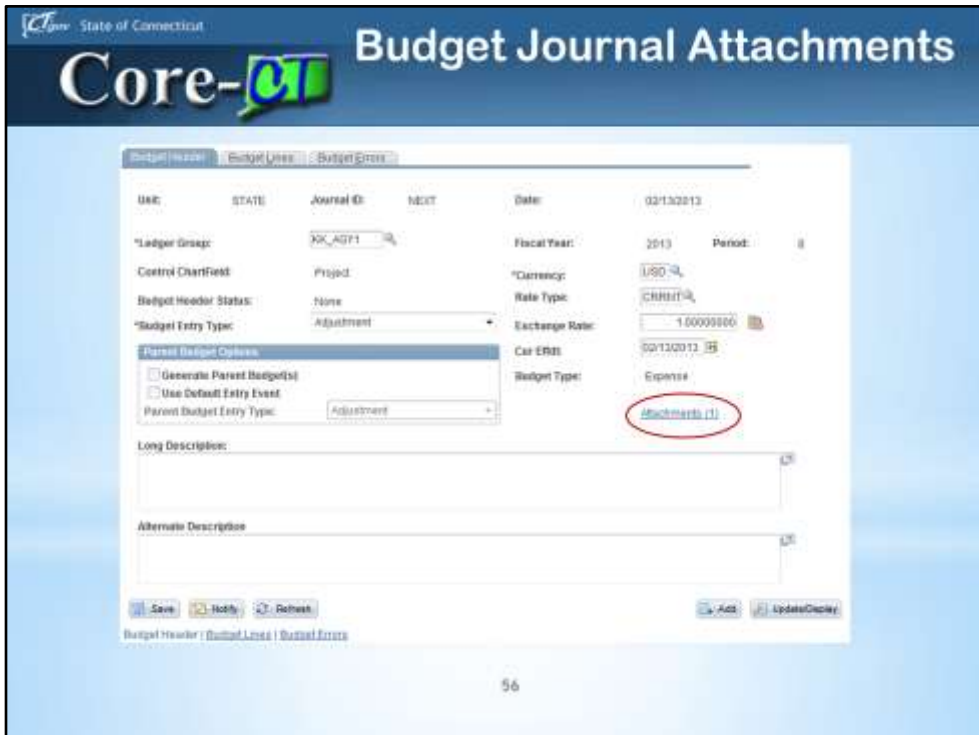 CT.gov State of Connecticut
Core-CT
Budget Journal Attachments
Budget Header Budget Lines Budget Errors
Unit: STATE Journal ID: NEXT Date: 02/13/2013
*Ledger Group: KK_AGY1 Fiscal Year: 2013 Period: 8
Control ChartField: Project *Currency: USD
Budget Header Status: None Rate Type: CRRNT
*Budget Entry Type: Adjustment Exchange Rate: 1.00000000
Parent Budget Options Cur Effdt: 02/13/2013
Generate Parent Budget(s) Budget Type: Expense
Use Default Entry Event
Parent Budget Entry Type: Adjustment Attachments (1)
Long Description:
Alternate Description
Save Notify Refresh Add Update/Display
Budget Header | Budget Lines | Budget Errors
56